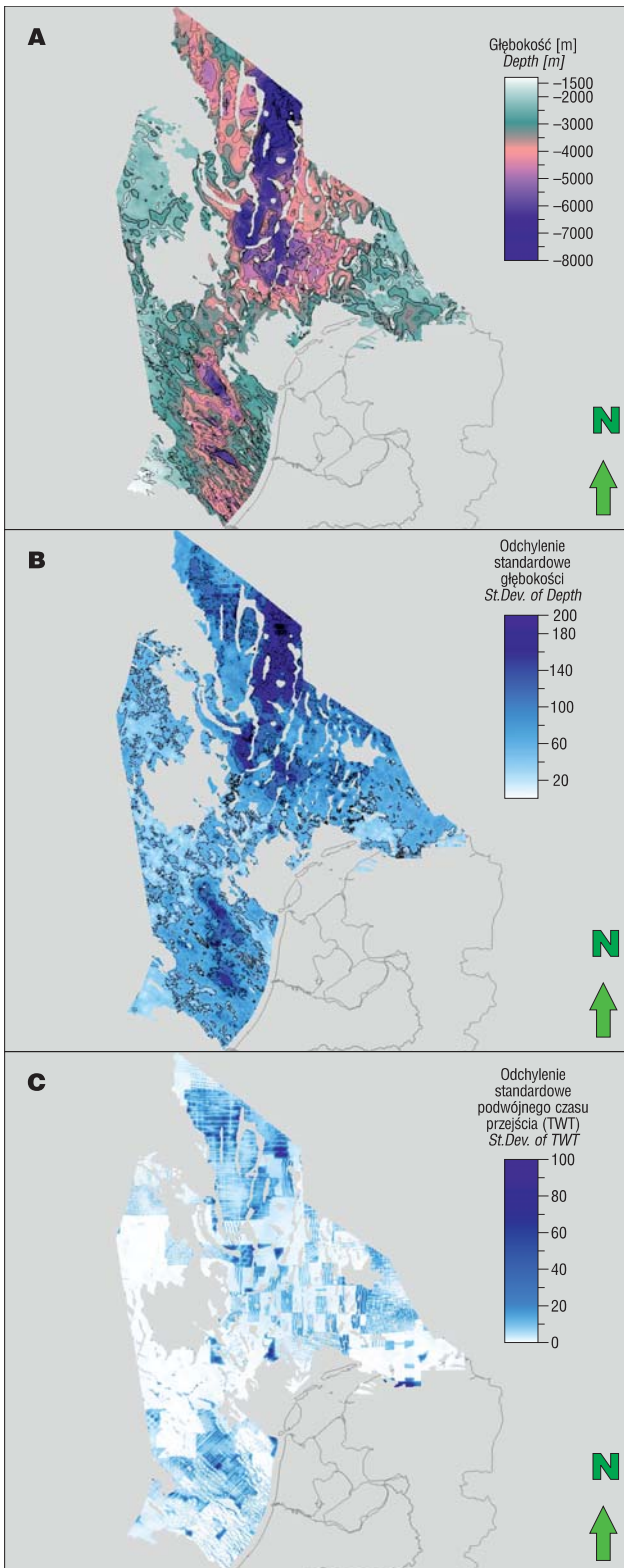 A
Głębokość [m]
Depth [m]
–1500
–2000
–3000
–4000
–5000
–6000
–7000
–8000
N
B
Odchylenie
standardowe
głębokości
St.Dev. of Depth
200
180
140
100
60
20
N
C
Odchylenie
standardowe
podwójnego czasu
przejścia (TWT)
St.Dev. of TWT
100
80
60
40
20
0
N